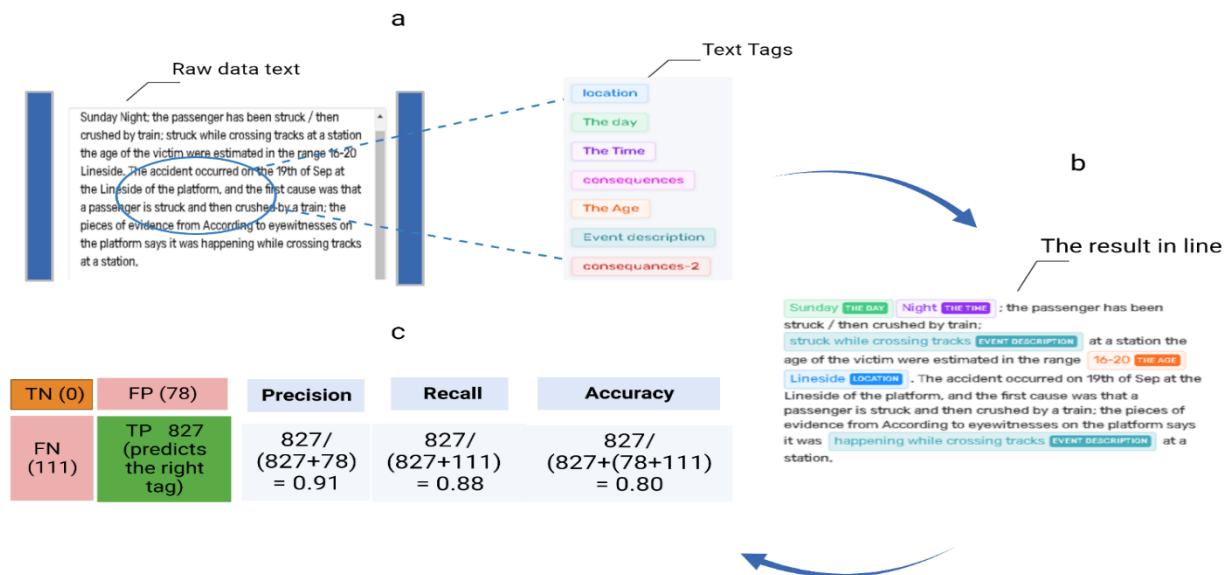 a
Raw data text
Sunday Night; the passenger has been struck / then
crushed by train; struck while crossing tracks at a station
the age of the victim were estimated in the range 16-20
Lineside. The accident occurred on the 19th of Sep at
the Lineside of the platform, and the first cause was that
a passenger is struck and then crushed by a train; the
pieces of evidence from According to eyewitnesses on
the platform says it was happening while crossing tracks
at a station.
Text Tags
location
The day
The Time
consequences
The Age
Event description
consequances-2
b
The result in line
Sunday THE DAY Night THE TIME ; the passenger has been
struck / then crushed by train;
struck while crossing tracks EVENT DESCRIPTION at a station the
age of the victim were estimated in the range 16-20 THE AGE
Lineside LOCATION . The accident occurred on 19th of Sep at the
Lineside of the platform, and the first cause was that a
passenger is struck and then crushed by a train; the pieces of
evidence from According to eyewitnesses on the platform says
it was happening while crossing tracks EVENT DESCRIPTION at a
station.
c
TN (0) FP (78) Precision Recall Accuracy
FN
(111)
TP 827
(predicts
the right
tag)
827/
(827+78)
= 0.91
827/
(827+111)
= 0.88
827/
(827+(78+111)
= 0.80